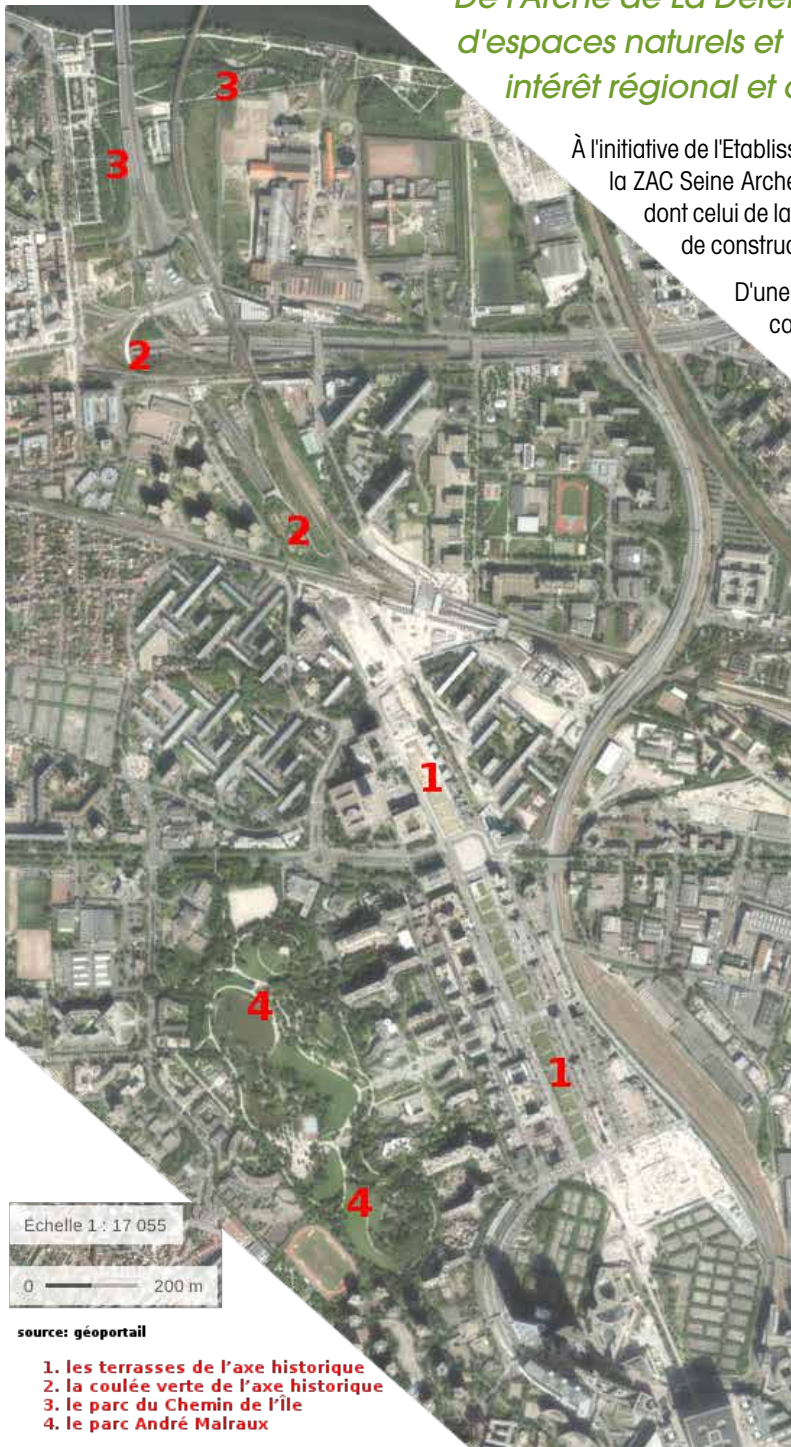 De l'Arche de La Défen
d'espaces naturels et
intérêt régional et
À l'initiative de l'Etabliss
la ZAC Seine Arche
dont celui de la
de construc
D'une
ca
3
3
2
2
1
4
1
4
Echelle 1 : 17 055
0 200 m
source: géoportail
1. les terrasses de l'axe historique
2. la coulée verte de l'axe historique
3. le parc du Chemin de l'Île
4. le parc André Malraux